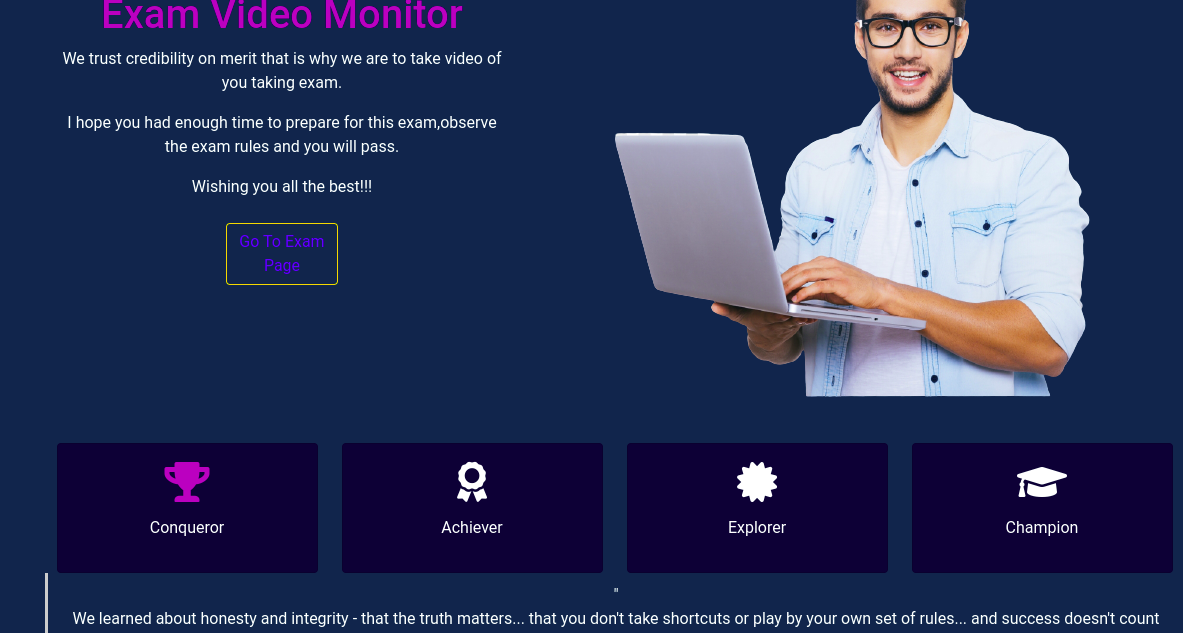 Exam Video Monitor
We trust credibility on merit that is why we are to take video of
you taking exam.
I hope you had enough time to prepare for this exam,observe
the exam rules and you will pass.
Wishing you all the best!!!
Go To Exam
Page
Conqueror
Achiever
Explorer
Champion
"
We learned about honesty and integrity - that the truth matters... that you don't take shortcuts or play by your own set of rules... and success doesn't count